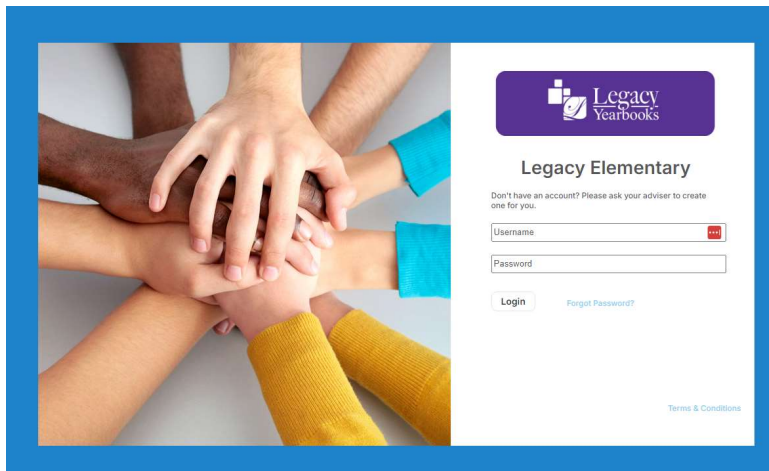 Legacy
Yearbooks
Legacy Elementary
Don't have an account? Please ask your adviser to create
one for you.
Username
Password
Login
Forgot Password?
Terms & Conditions